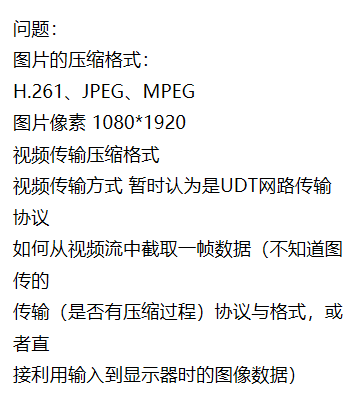 问题：
图片的压缩格式：
H.261、JPEG、MPEG
图片像素 1080*1920
视频传输压缩格式
视频传输方式 暂时认为是UDT网路传输
协议
如何从视频流中截取一帧数据（不知道图
传的
传输（是否有压缩过程）协议与格式，或
者直
接利用输入到显示器时的图像数据）